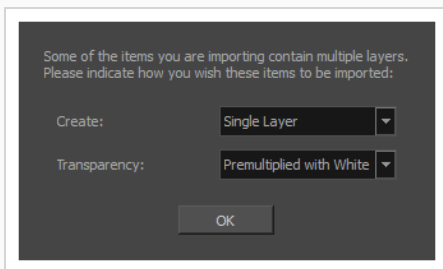 Some of the items you are importing contain multiple layers.
Please indicate how you wish these items to be imported:
Create: Single Layer
Transparency: Premultiplied with White
OK